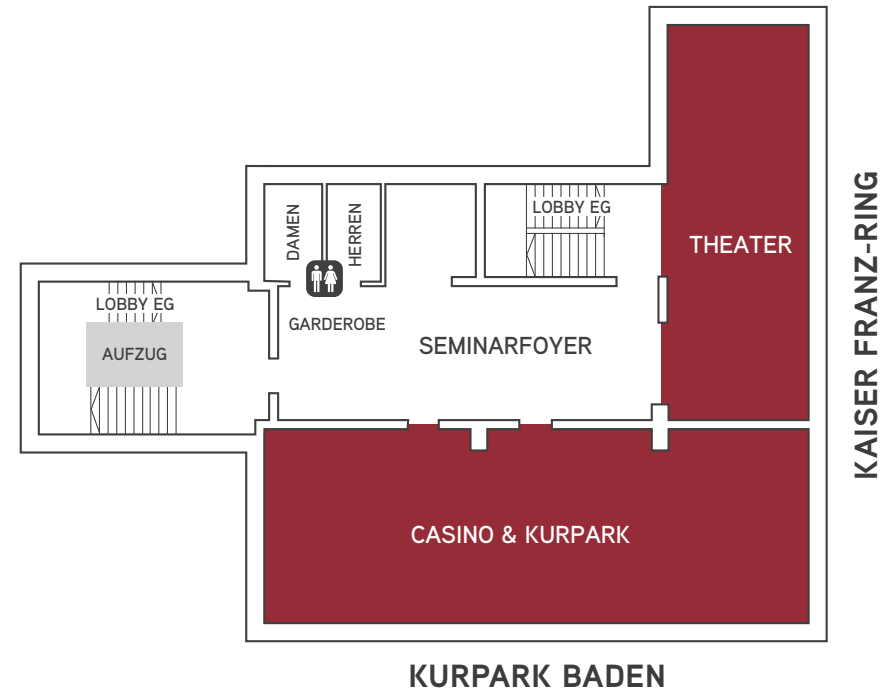 DAMEN
HERREN
LOBBY EG
THEATER
KAISER FRANZ-RING
LOBBY EG
GARDEROBE
SEMINARFOYER
AUFZUG
CASINO & KURPARK
KURPARK BADEN